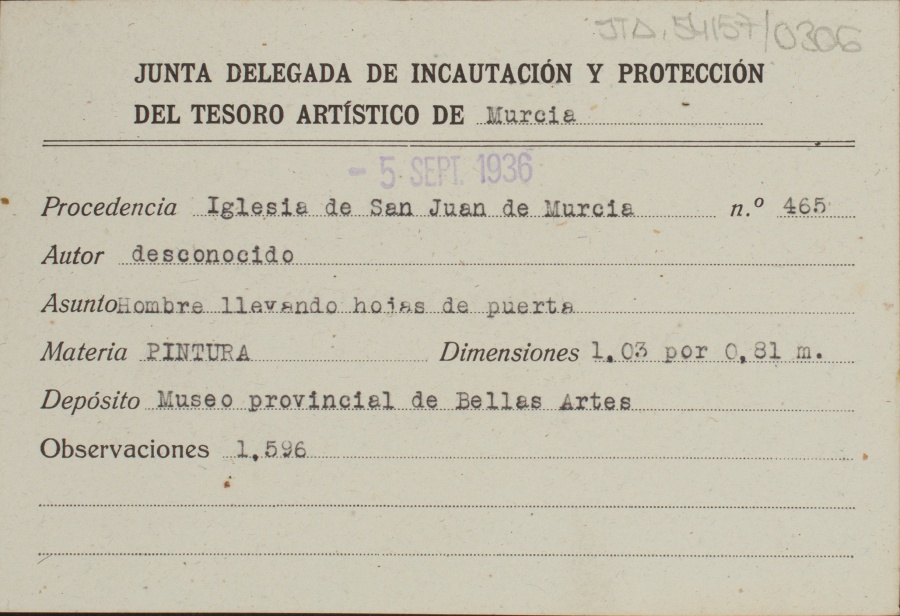 JTD. 54157/0306
JUNTA DELEGADA DE INCAUTACIÓN Y PROTECCIÓN
DEL TESORO ARTÍSTICO DE Murcia
- 5 SEPT. 1936
Procedencia Iglesia de San Juan de Murcia n.º 465
Autor desconocido
Asunto Hombre llevando hojas de puerta
Materia PINTURA Dimensiones 1,03 por 0,81 m.
Depósito Museo provincial de Bellas Artes
Observaciones 1,596